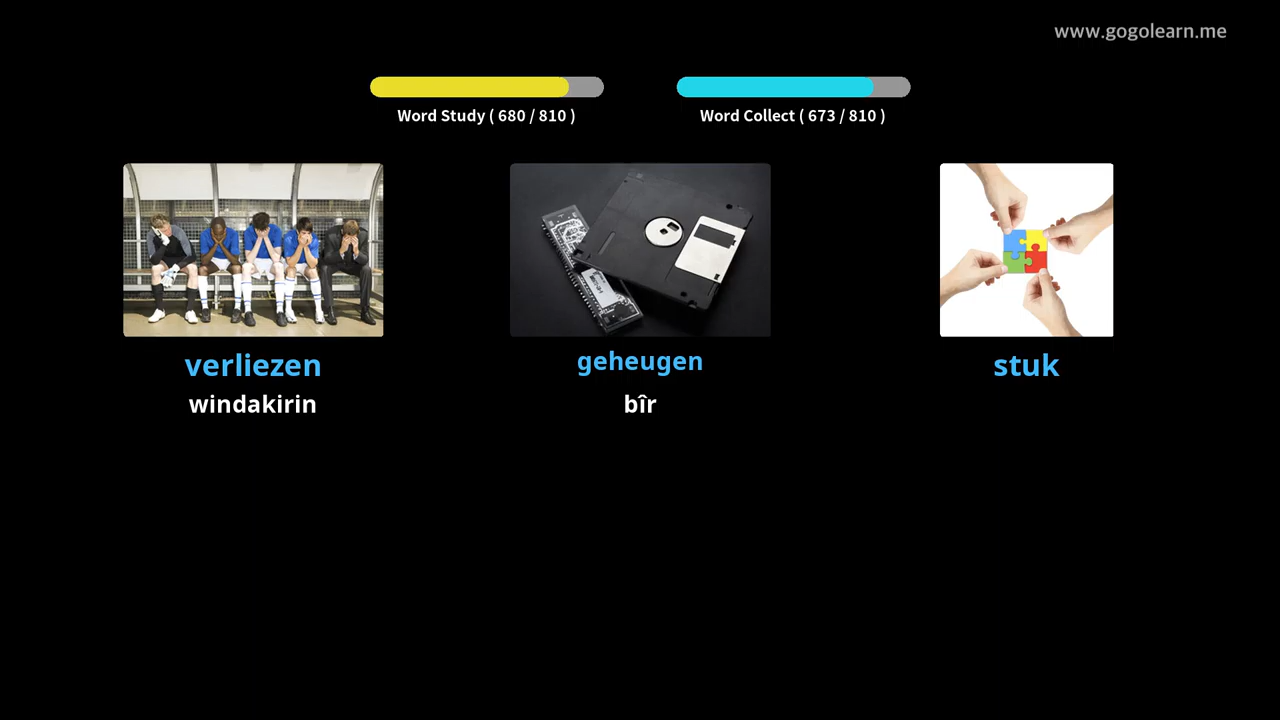 www.gogolearn.me
Word Study ( 680 / 810 )
Word Collect ( 673 / 810 )
verliezen
windakirin
geheugen
bîr
stuk